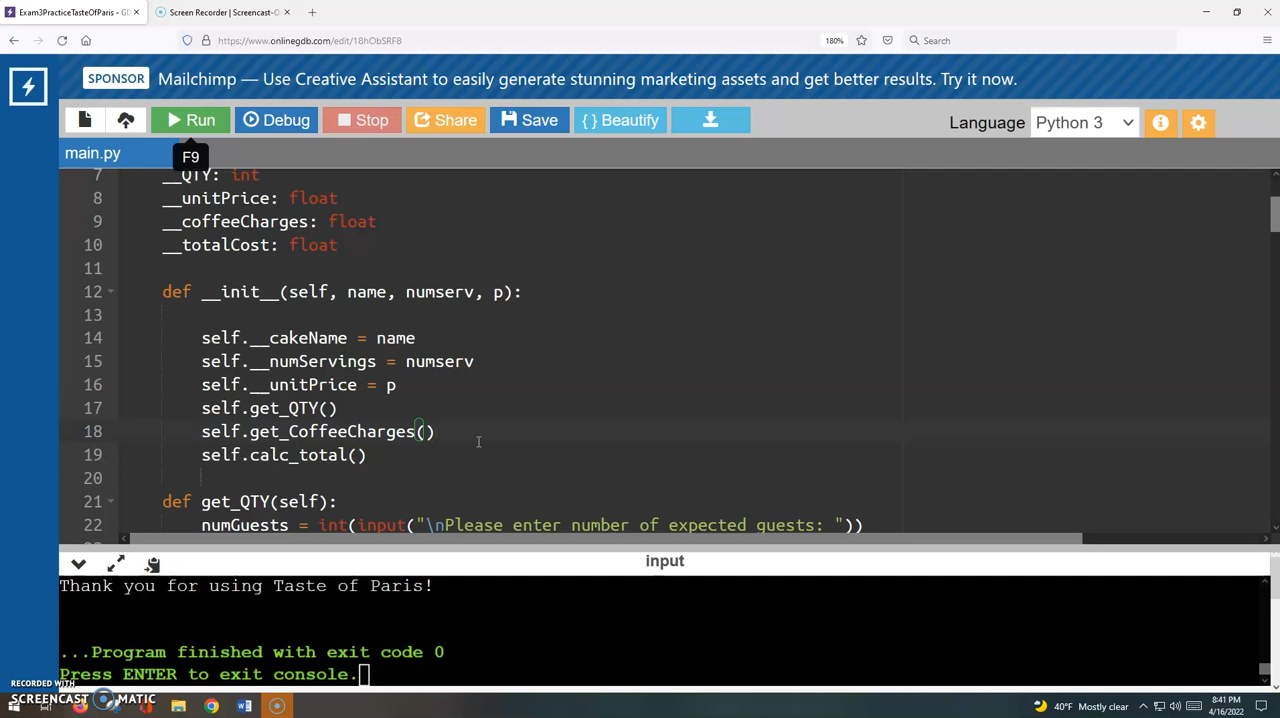 Exam3PracticeTasteOfParis - GD
Screen Recorder | Screencast-O
https://www.onlinegdb.com/edit/18hObSRF8
180%
Search
SPONSOR Mailchimp — Use Creative Assistant to easily generate stunning marketing assets and get better results. Try it now.
Run
Debug
Stop
Share
Save
{ } Beautify
Language Python 3
main.py
F9
7 __QTY: int
8 __unitPrice: float
9 __coffeeCharges: float
10 __totalCost: float
11
12 def __init__(self, name, numserv, p):
13
14 self.__cakeName = name
15 self.__numServings = numserv
16 self.__unitPrice = p
17 self.get_QTY()
18 self.get_CoffeeCharges()
19 self.calc_total()
20
21 def get_QTY(self):
22 numGuests = int(input("\nPlease enter number of expected guests: "))
input
Thank you for using Taste of Paris!
...Program finished with exit code 0
Press ENTER to exit console.
RECORDED WITH
SCREENCAST MATIC
40°F Mostly clear
8:41 PM
4/16/2022